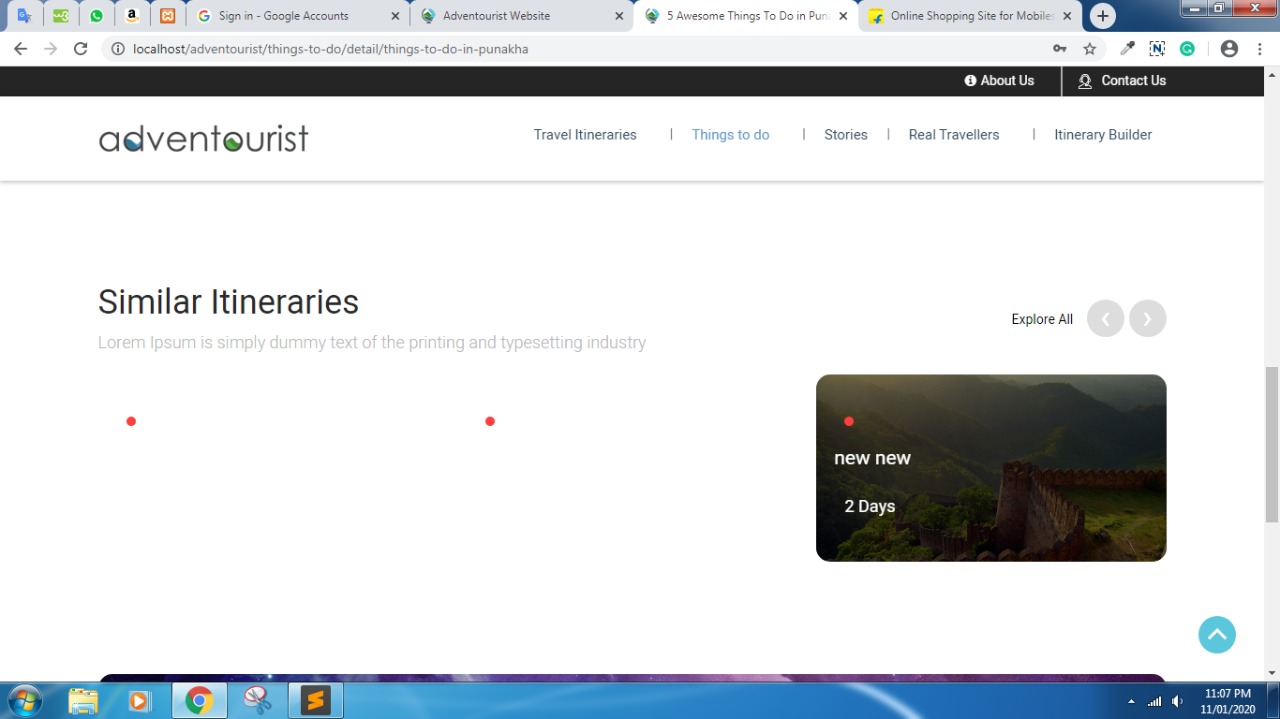 Sign in - Google Accounts
Adventourist Website
5 Awesome Things To Do in Puna
Online Shopping Site for Mobiles
localhost/adventourist/things-to-do/detail/things-to-do-in-punakha
About Us
Contact Us
adventourist
Travel Itineraries | Things to do | Stories | Real Travellers | Itinerary Builder
Similar Itineraries
Explore All
Lorem Ipsum is simply dummy text of the printing and typesetting industry
new new
2 Days
11:07 PM
11/01/2020